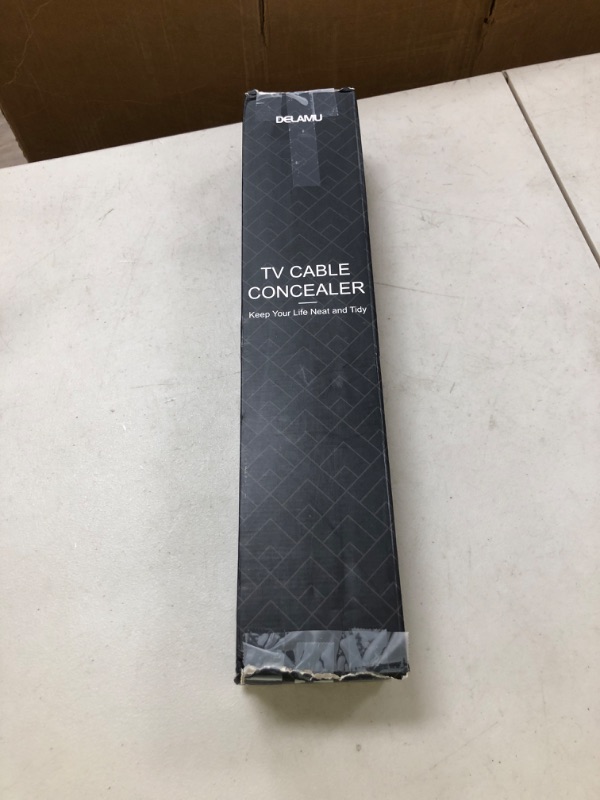 DELAMU
TV CABLE
CONCEALER
Keep Your Life Neat and Tidy